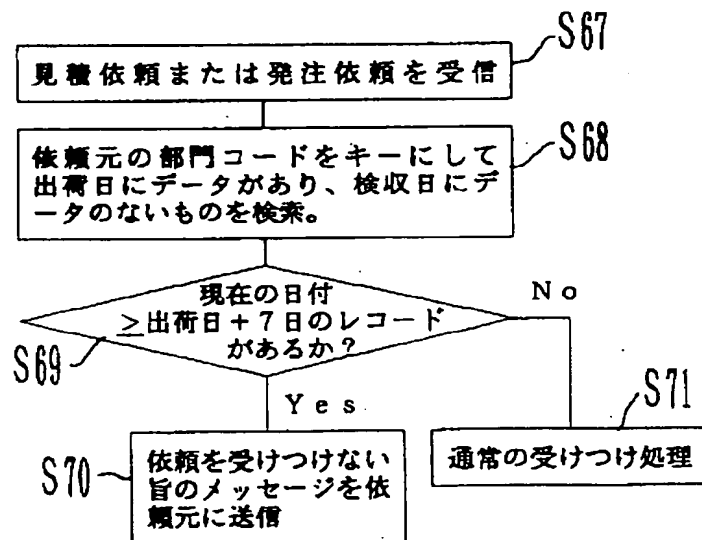 S67
見積依頼または発注依頼を受信
S68
依頼元の部門コードをキーにして
出荷日にデータがあり、検収日にデ
ータのないものを検索。
現在の日付
≥出荷日+7日のレコード
があるか?
No
S69
Yes
S71
S70
依頼を受けつけない
旨のメッセージを依
頼元に送信
通常の受けつけ処理